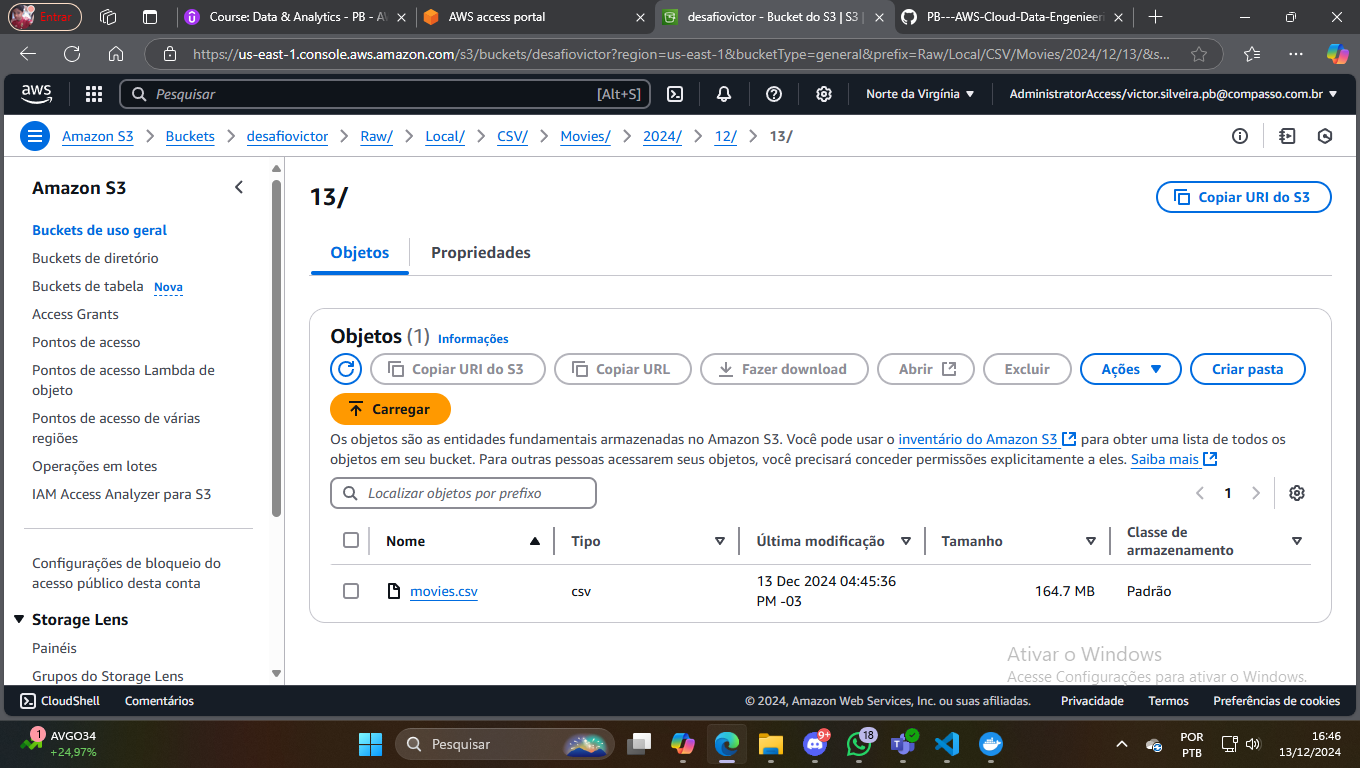 Entrar
Course: Data & Analytics - PB - AW
AWS access portal
desafiovictor - Bucket do S3 | S3 |
PB---AWS-Cloud-Data-Engenieen
https://us-east-1.console.aws.amazon.com/s3/buckets/desafiovictor?region=us-east-1&bucketType=general&prefix=Raw/Local/CSV/Movies/2024/12/13/&s...
aws
Pesquisar
[Alt+S]
Norte da Virgínia
AdministratorAccess/victor.silveira.pb@compasso.com.br
Amazon S3
Buckets
desafiovictor
Raw/
Local/
CSV/
Movies/
2024/
12/
13/
Amazon S3
Buckets de uso geral
Buckets de diretório
Buckets de tabela Nova
Access Grants
Pontos de acesso
Pontos de acesso Lambda de
objeto
Pontos de acesso de várias
regiões
Operações em lotes
IAM Access Analyzer para S3
Configurações de bloqueio do
acesso público desta conta
Storage Lens
Painéis
Grupos do Storage Lens
13/
Copiar URI do S3
Objetos
Propriedades
Objetos (1) Informações
Copiar URI do S3
Copiar URL
Fazer download
Abrir
Excluir
Ações
Criar pasta
Carregar
Os objetos são as entidades fundamentais armazenadas no Amazon S3. Você pode usar o inventário do Amazon S3 para obter uma lista de todos os
objetos em seu bucket. Para outras pessoas acessarem seus objetos, você precisará conceder permissões explicitamente a eles. Saiba mais
Localizar objetos por prefixo
1
Nome
Tipo
Última modificação
Tamanho
Classe de
armazenamento
movies.csv
csv
13 Dec 2024 04:45:36
PM -03
164.7 MB
Padrão
Ativar o Windows
Acesse Configurações para ativar o Windows.
CloudShell
Comentários
© 2024, Amazon Web Services, Inc. ou suas afiliadas.
Privacidade
Termos
Preferências de cookies
1
AVGO34
+24,97%
Pesquisar
9+
18
POR
PTB
16:46
13/12/2024